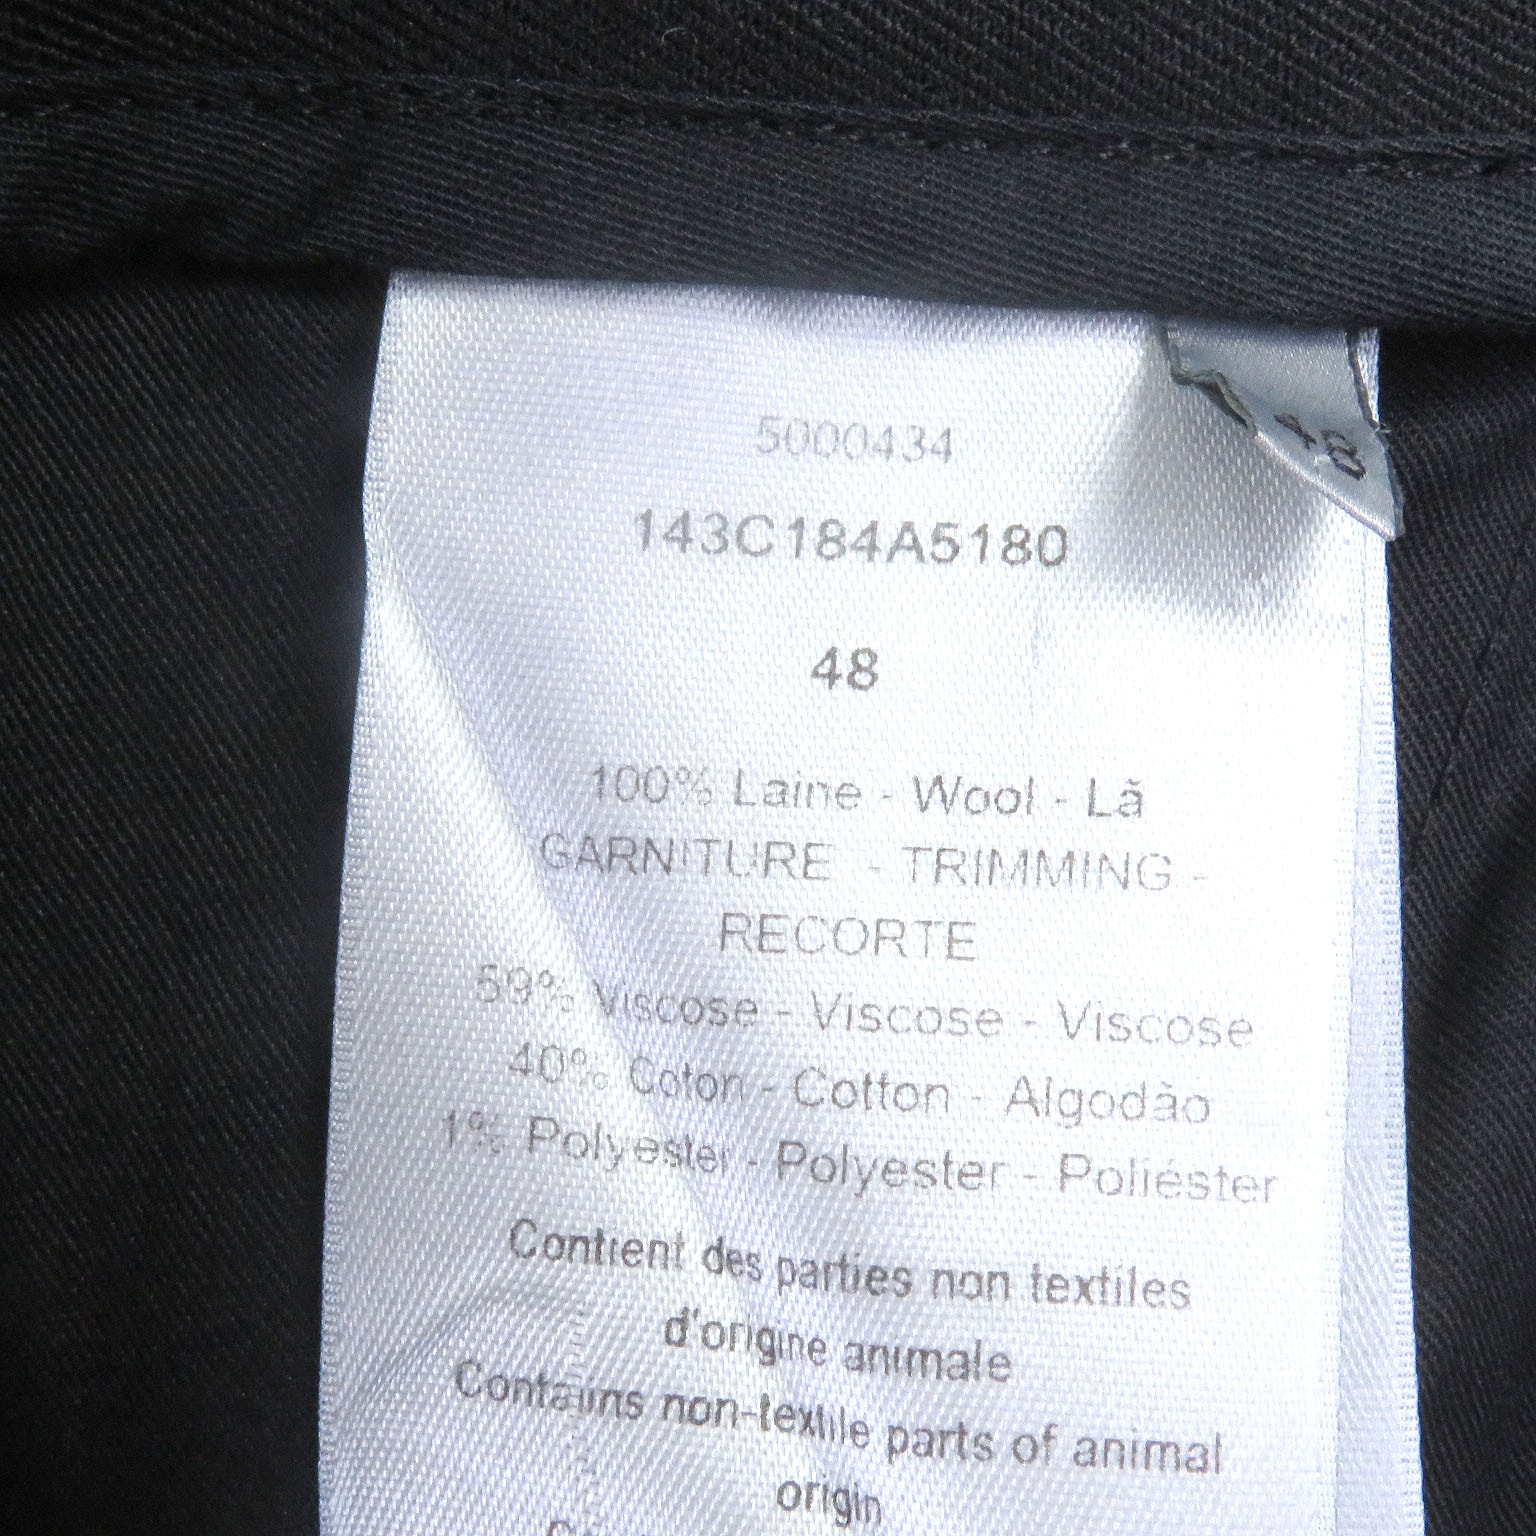 5000434
48
143C184A5180
48
100% Laine - Wool - Lã
GARNITURE - TRIMMING -
RECORTE
59% Viscose - Viscose - Viscose
40% Coton - Cotton - Algodão
1% Polyester - Polyester - Poliéster
Contient des parties non textiles
d'origine animale
Contains non-textile parts of animal
origin